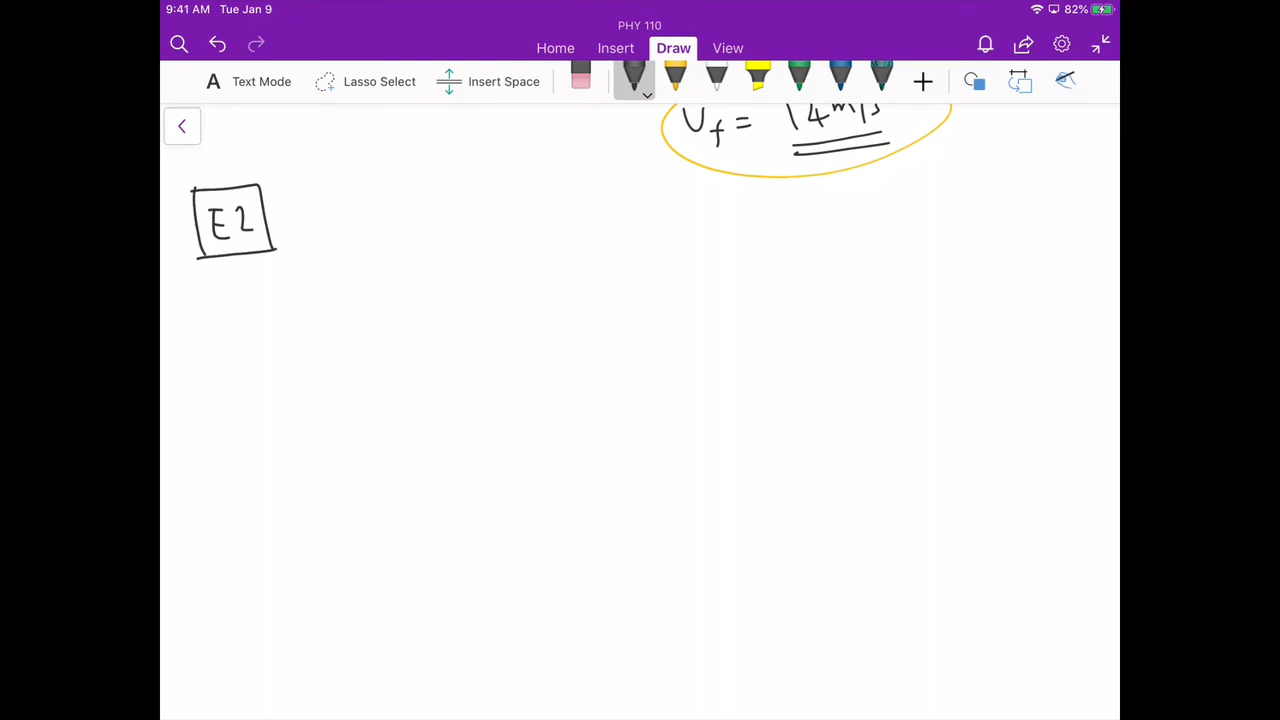 9:41 AM Tue Jan 9
82%
PHY 110
Home Insert Draw View
A Text Mode Lasso Select Insert Space
Uf = 14 m/s
E2